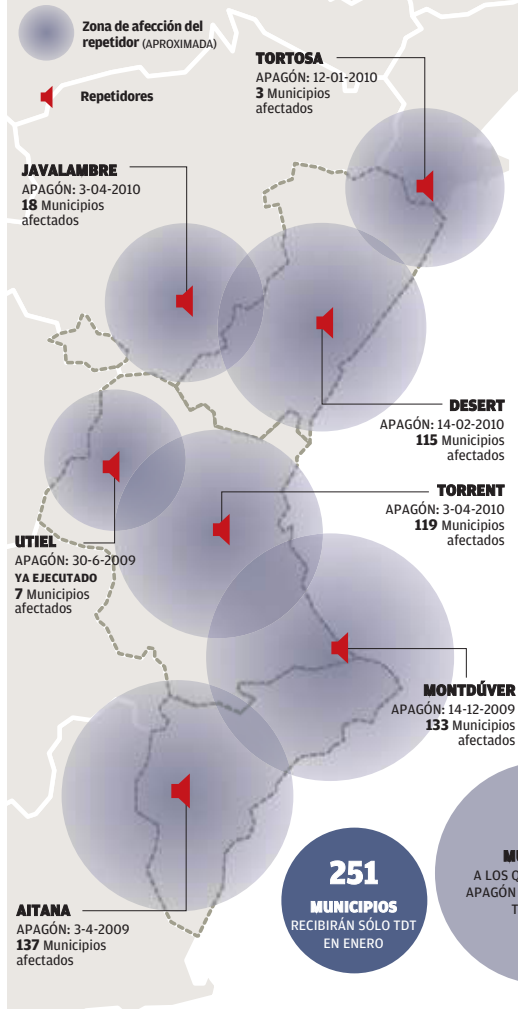 Zona de afección del
repetidor (APROXIMADA)
Repetidores
TORTOSA
APAGÓN: 12-01-2010
3 Municipios
afectados
JAVALAMBRE
APAGÓN: 3-04-2010
18 Municipios
afectados
DESERT
APAGÓN: 14-02-2010
115 Municipios
afectados
TORRENT
APAGÓN: 3-04-2010
119 Municipios
afectados
UTIEL
APAGÓN: 30-6-2009
YA EJECUTADO
7 Municipios
afectados
MONTDÚVER
APAGÓN: 14-12-2009
133 Municipios
afectados
AITANA
APAGÓN: 3-4-2009
137 Municipios
afectados
251
MUNICIPIOS
RECIBIRÁN SÓLO TDT
EN ENERO
A LOS
APAGÓN